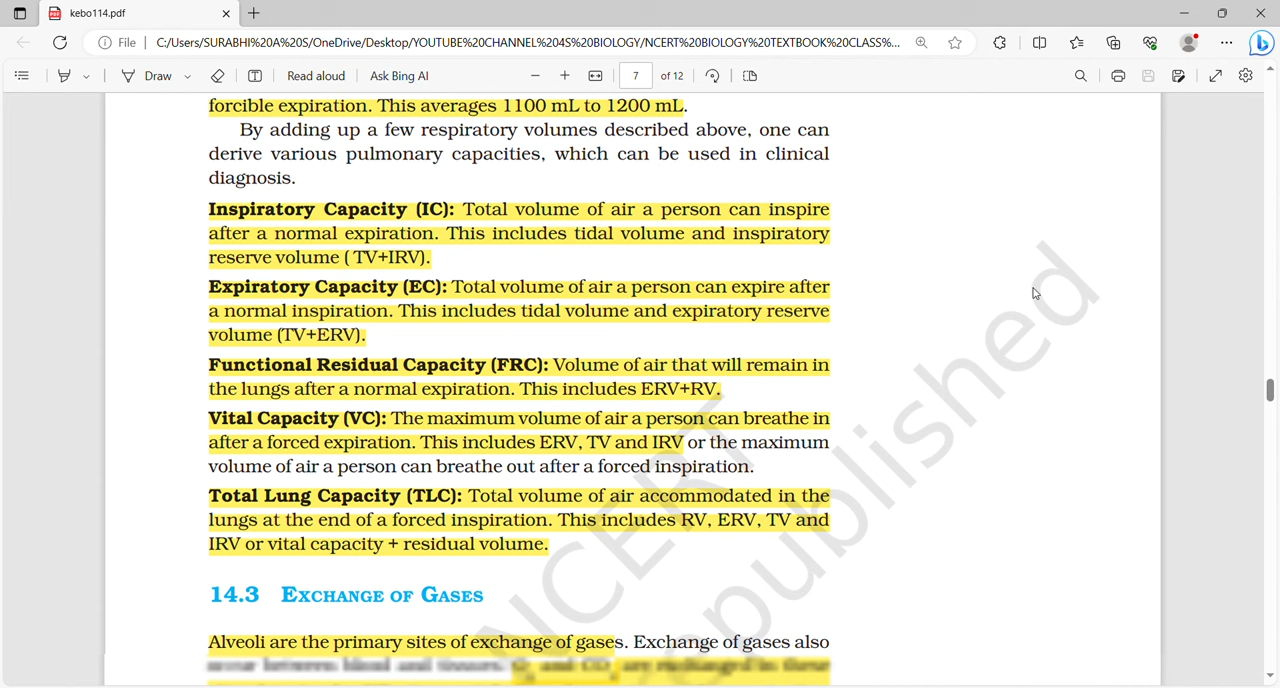 kebo114.pdf
File C:/Users/SURABHI%20A%20S/OneDrive/Desktop/YOUTUBE%20CHANNEL%204S%20BIOLOGY/NCERT%20BIOLOGY%20TEXTBOOK%20CLASS%...
Draw Read aloud Ask Bing AI 7 of 12
forcible expiration. This averages 1100 mL to 1200 mL.
By adding up a few respiratory volumes described above, one can
derive various pulmonary capacities, which can be used in clinical
diagnosis.
Inspiratory Capacity (IC): Total volume of air a person can inspire
after a normal expiration. This includes tidal volume and inspiratory
reserve volume ( TV+IRV).
Expiratory Capacity (EC): Total volume of air a person can expire after
a normal inspiration. This includes tidal volume and expiratory reserve
volume (TV+ERV).
Functional Residual Capacity (FRC): Volume of air that will remain in
the lungs after a normal expiration. This includes ERV+RV.
Vital Capacity (VC): The maximum volume of air a person can breathe in
after a forced expiration. This includes ERV, TV and IRV or the maximum
volume of air a person can breathe out after a forced inspiration.
Total Lung Capacity (TLC): Total volume of air accommodated in the
lungs at the end of a forced inspiration. This includes RV, ERV, TV and
IRV or vital capacity + residual volume.
14.3 EXCHANGE OF GASES
Alveoli are the primary sites of exchange of gases. Exchange of gases also
NCERT
republished